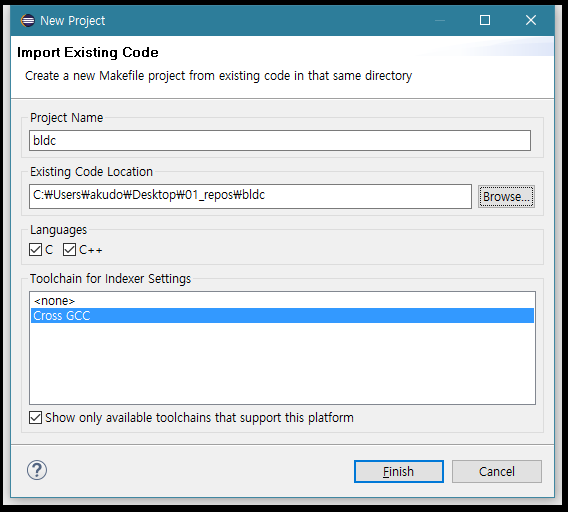 New Project
Import Existing Code
Create a new Makefile project from existing code in that same directory
Project Name
bldc
Existing Code Location
C:₩Users₩akudo₩Desktop₩01_repos₩bldc
Browse...
Languages
C C++
Toolchain for Indexer Settings
<none>
Cross GCC
Show only available toolchains that support this platform
? Finish Cancel